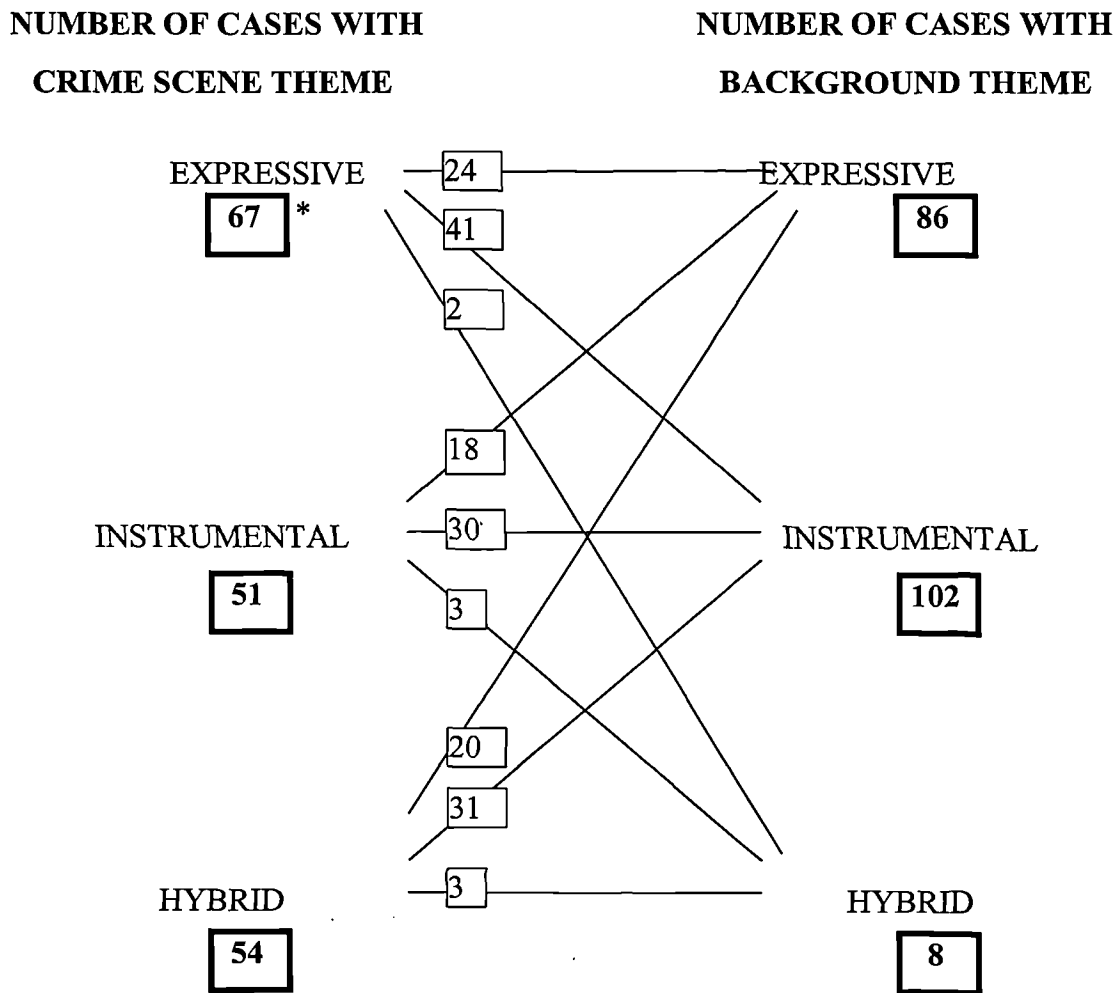 NUMBER OF CASES WITH
CRIME SCENE THEME
NUMBER OF CASES WITH
BACKGROUND THEME
EXPRESSIVE
67 *
24
41
2
EXPRESSIVE
86
INSTRUMENTAL
51
18
30
3
INSTRUMENTAL
102
HYBRID
54
20
31
3
HYBRID
8